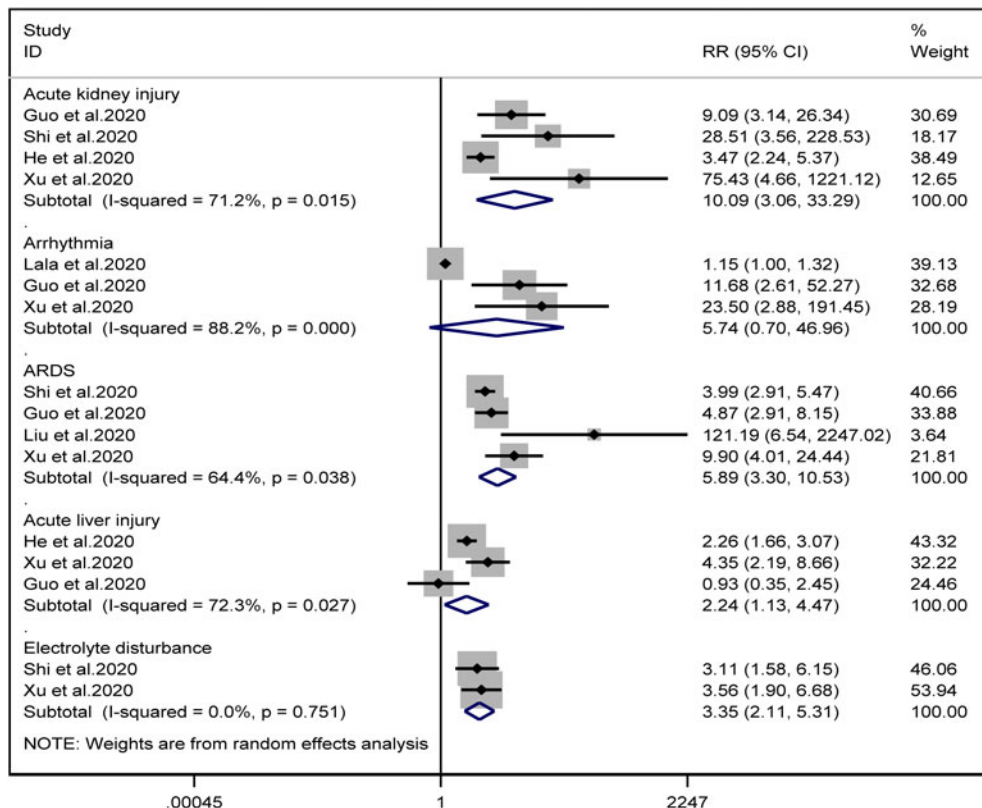 Study %
ID RR (95% CI) Weight
Acute kidney injury
Guo et al.2020 9.09 (3.14, 26.34) 30.69
Shi et al.2020 28.51 (3.56, 228.53) 18.17
He et al.2020 3.47 (2.24, 5.37) 38.49
Xu et al.2020 75.43 (4.66, 1221.12) 12.65
Subtotal (I-squared = 71.2%, p = 0.015) 10.09 (3.06, 33.29) 100.00
.
Arrhythmia
Lala et al.2020 1.15 (1.00, 1.32) 39.13
Guo et al.2020 11.68 (2.61, 52.27) 32.68
Xu et al.2020 23.50 (2.88, 191.45) 28.19
Subtotal (I-squared = 88.2%, p = 0.000) 5.74 (0.70, 46.96) 100.00
.
ARDS
Shi et al.2020 3.99 (2.91, 5.47) 40.66
Guo et al.2020 4.87 (2.91, 8.15) 33.88
Liu et al.2020 121.19 (6.54, 2247.02) 3.64
Xu et al.2020 9.90 (4.01, 24.44) 21.81
Subtotal (I-squared = 64.4%, p = 0.038) 5.89 (3.30, 10.53) 100.00
.
Acute liver injury
He et al.2020 2.26 (1.66, 3.07) 43.32
Xu et al.2020 4.35 (2.19, 8.66) 32.22
Guo et al.2020 0.93 (0.35, 2.45) 24.46
Subtotal (I-squared = 72.3%, p = 0.027) 2.24 (1.13, 4.47) 100.00
.
Electrolyte disturbance
Shi et al.2020 3.11 (1.58, 6.15) 46.06
Xu et al.2020 3.56 (1.90, 6.68) 53.94
Subtotal (I-squared = 0.0%, p = 0.751) 3.35 (2.11, 5.31) 100.00
NOTE: Weights are from random effects analysis
.00045 1 2247